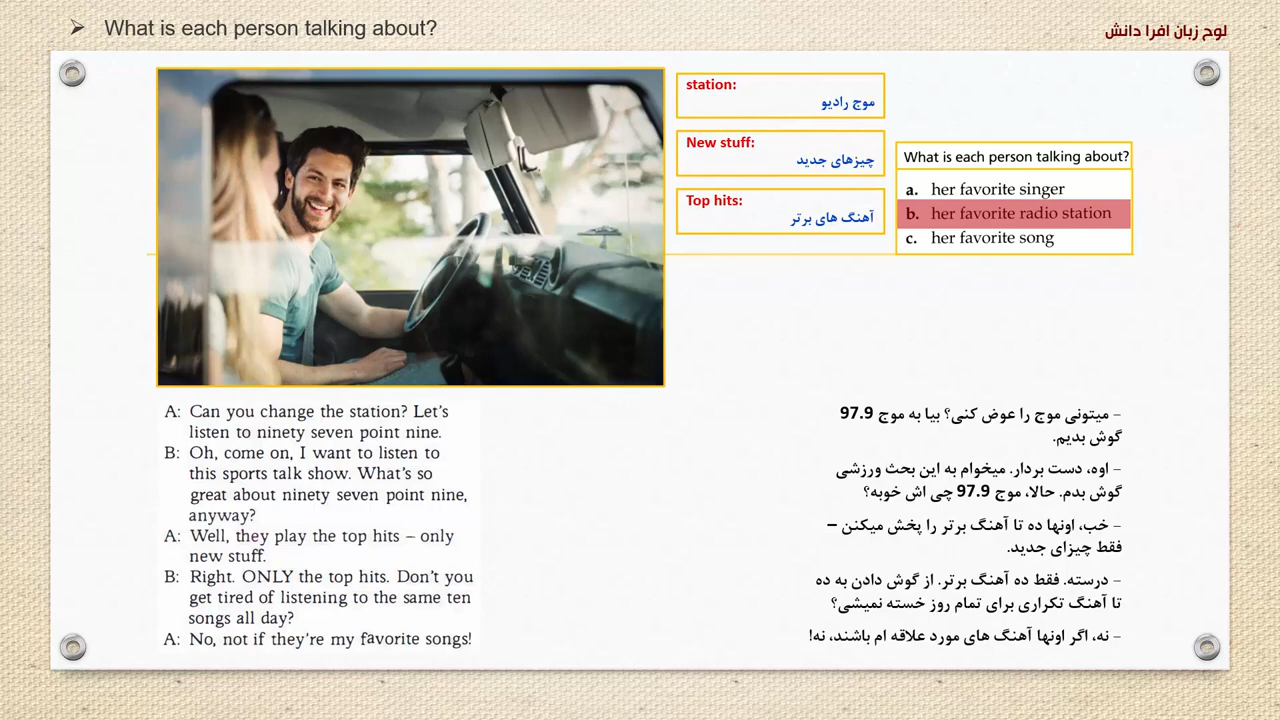 What is each person talking about?
لوح زبان افرا دانش
station:
موج رادیو
New stuff:
چیزهای جدید
Top hits:
آهنگ های برتر
What is each person talking about?
a. her favorite singer
b. her favorite radio station
c. her favorite song
A: Can you change the station? Let's
listen to ninety seven point nine.
B: Oh, come on, I want to listen to
this sports talk show. What's so
great about ninety seven point nine,
anyway?
A: Well, they play the top hits – only
new stuff.
B: Right. ONLY the top hits. Don't you
get tired of listening to the same ten
songs all day?
A: No, not if they're my favorite songs!
– میتونی موج را عوض کنی؟ بیا به موج 97.9
گوش بدیم.
– اوه، دست بردار. میخوام به این بحث ورزشی
گوش بدم. حالا، موج 97.9 چی اش خوبه؟
– خب، اونها ده تا آهنگ برتر را پخش میکنن –
فقط چیزای جدید.
– درسته. فقط ده آهنگ برتر. از گوش دادن به ده
تا آهنگ تکراری برای تمام روز خسته نمیشی؟
– نه، اگر اونها آهنگ های مورد علاقه ام باشند، نه!